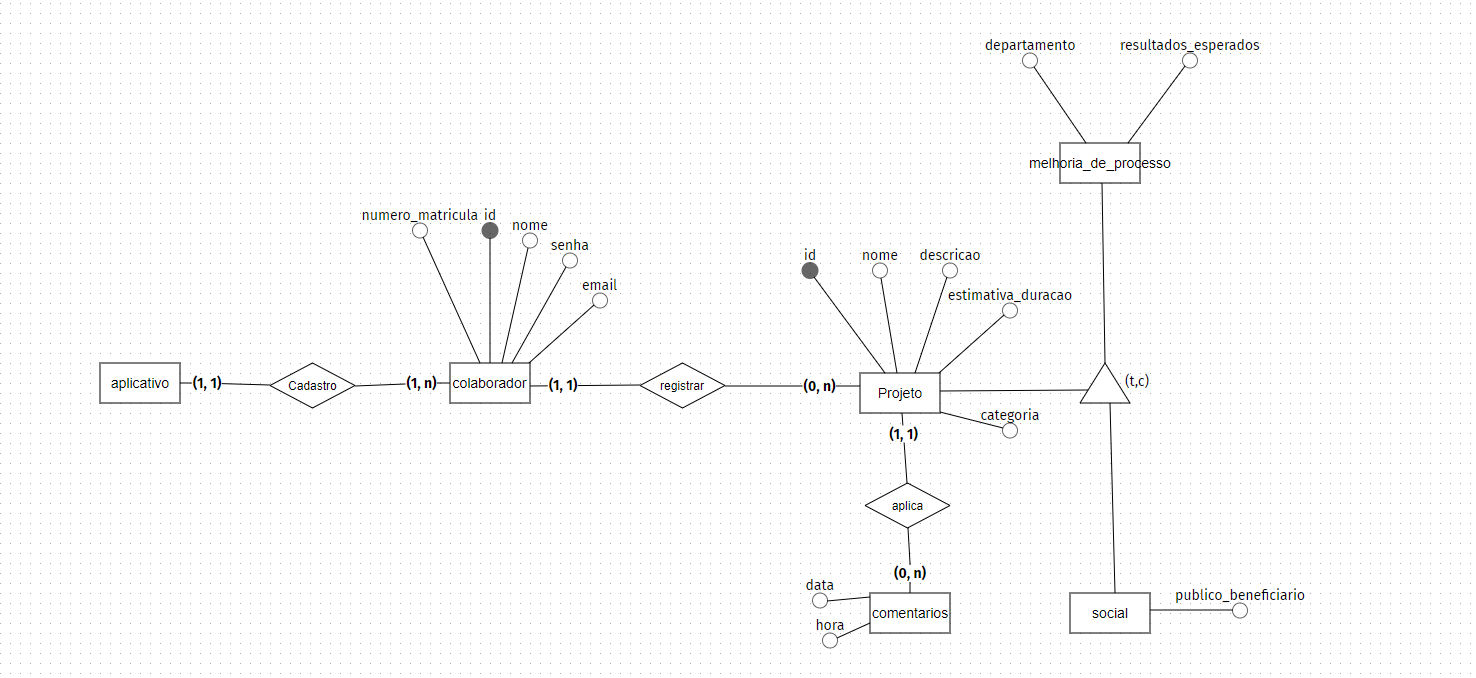 departamento
resultados_esperados
melhoria_de_processo
numero_matricula
id
nome
senha
email
id
nome
descricao
estimativa_duracao
aplicativo
(1, 1)
Cadastro
(1, n)
colaborador
(1, 1)
registrar
(0, n)
Projeto
(t,c)
categoria
(1, 1)
aplica
(0, n)
data
hora
comentarios
social
publico_beneficiario